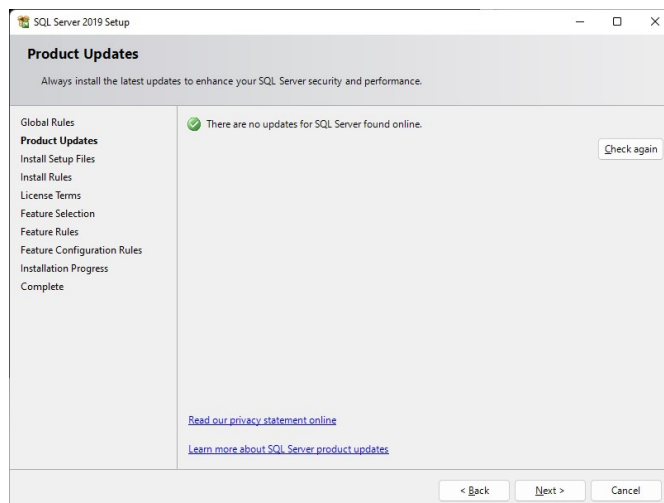 SQL Server 2019 Setup
Product Updates
Always install the latest updates to enhance your SQL Server security and performance.
Global Rules
Product Updates
Install Setup Files
Install Rules
License Terms
Feature Selection
Feature Rules
Feature Configuration Rules
Installation Progress
Complete
There are no updates for SQL Server found online.
Check again
Read our privacy statement online
Learn more about SQL Server product updates
< Back
Next >
Cancel